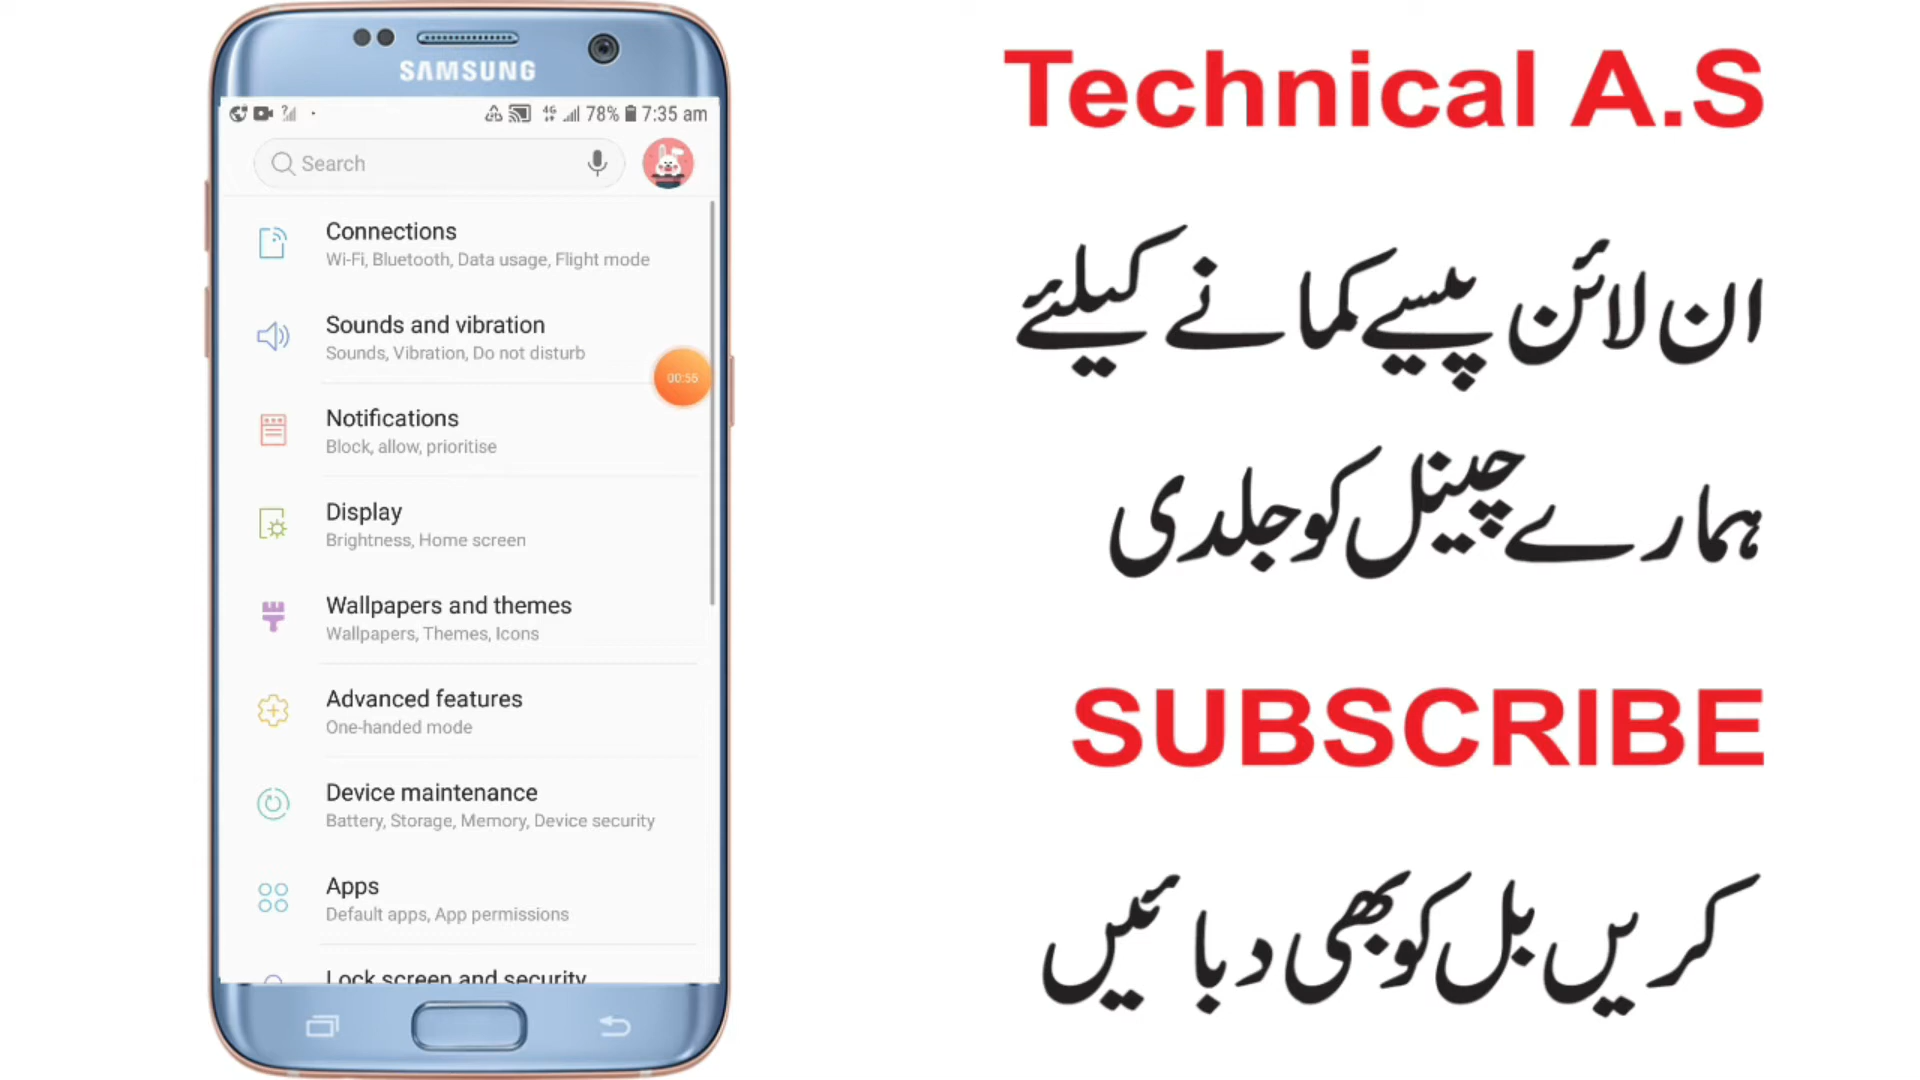 SAMSUNG
4G 78% 7:35 am
Search
Connections
Wi-Fi, Bluetooth, Data usage, Flight mode
Sounds and vibration
Sounds, Vibration, Do not disturb
00:55
Notifications
Block, allow, prioritise
Display
Brightness, Home screen
Wallpapers and themes
Wallpapers, Themes, Icons
Advanced features
One-handed mode
Device maintenance
Battery, Storage, Memory, Device security
Apps
Default apps, App permissions
Lock screen and security
Technical A.S
ان لائن پیسے کمانے کیلئے
ہمارے چینل کو جلدی
SUBSCRIBE
کریں بل کو بھی دبائیں